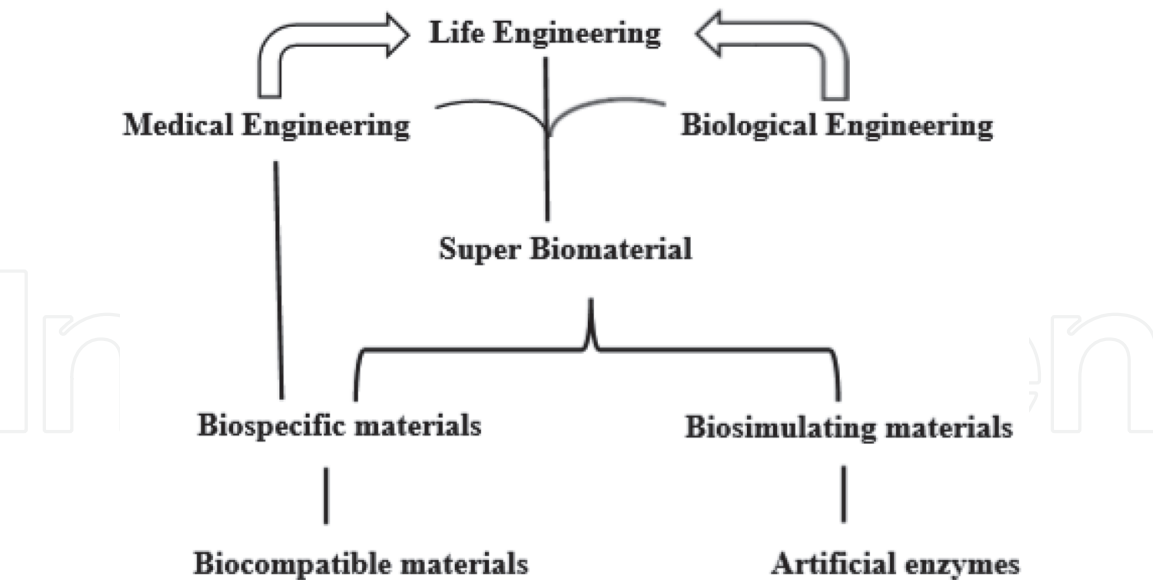 Life Engineering
Medical Engineering
Biological Engineering
Super Biomaterial
Biospecific materials
Biosimulating materials
Biocompatible materials
Artificial enzymes